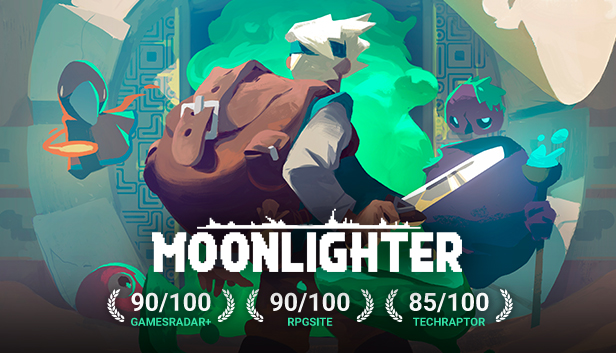 MOONLIGHTER
90/100 90/100 85/100
GAMESRADAR+ RPGSITE TECHRAPTOR